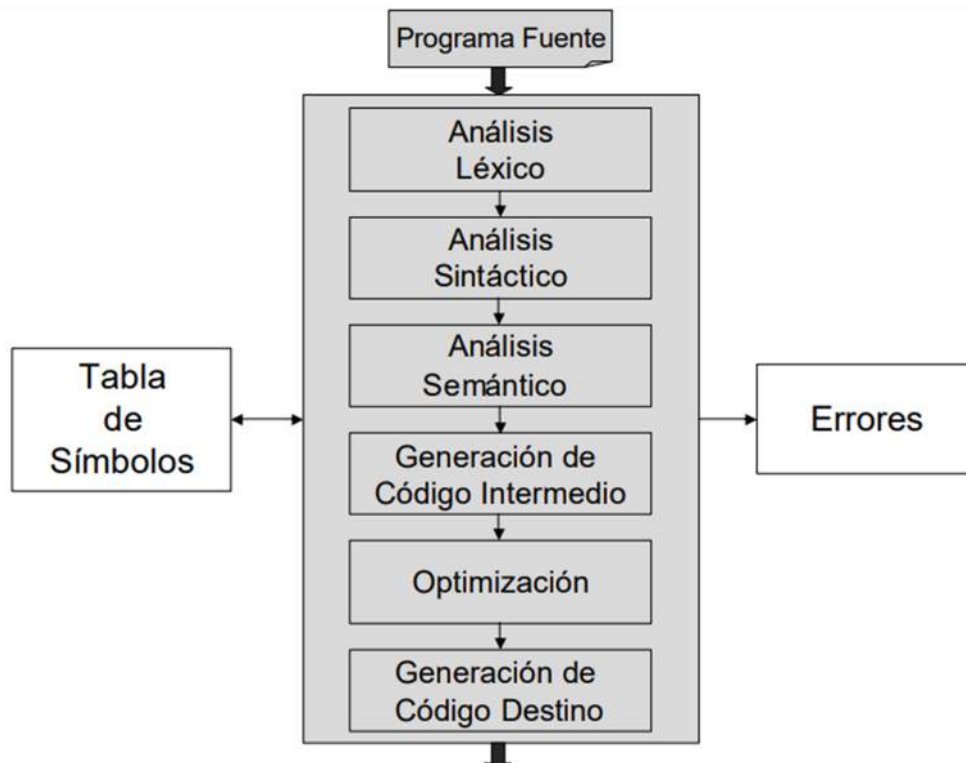 Programa Fuente
Análisis
Léxico
Análisis
Sintáctico
Análisis
Semántico
Generación de
Código Intermedio
Optimización
Generación de
Código Destino
Tabla
de
Símbolos
Errores